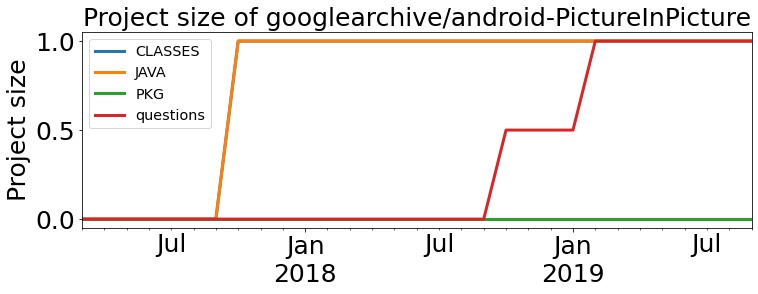 Project size of googlearchive/android-PictureInPicture
Project size
1.0
0.5
0.0
CLASSES
JAVA
PKG
questions
Jul
Jan
2018
Jul
Jan
2019
Jul